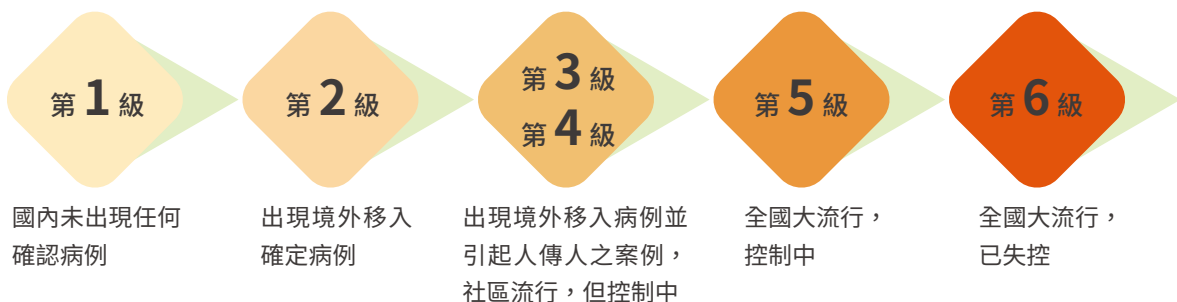 第1級
國內未出現任何
確認病例
第2級
出現境外移入
確定病例
第3級
第4級
出現境外移入病例並
引起人傳人之案例，
社區流行，但控制中
第5級
全國大流行，
控制中
第6級
全國大流行，
已失控